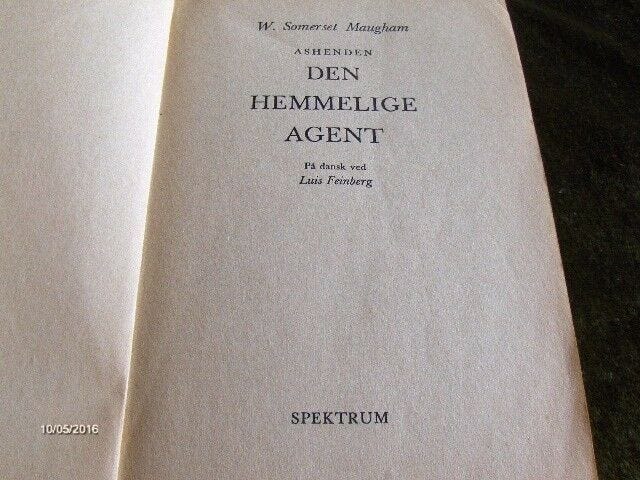 W. Somerset Maugham
ASHENDEN
DEN
HEMMELIGE
AGENT
På dansk ved
Luis Feinberg
SPEKTRUM
10/05/2016